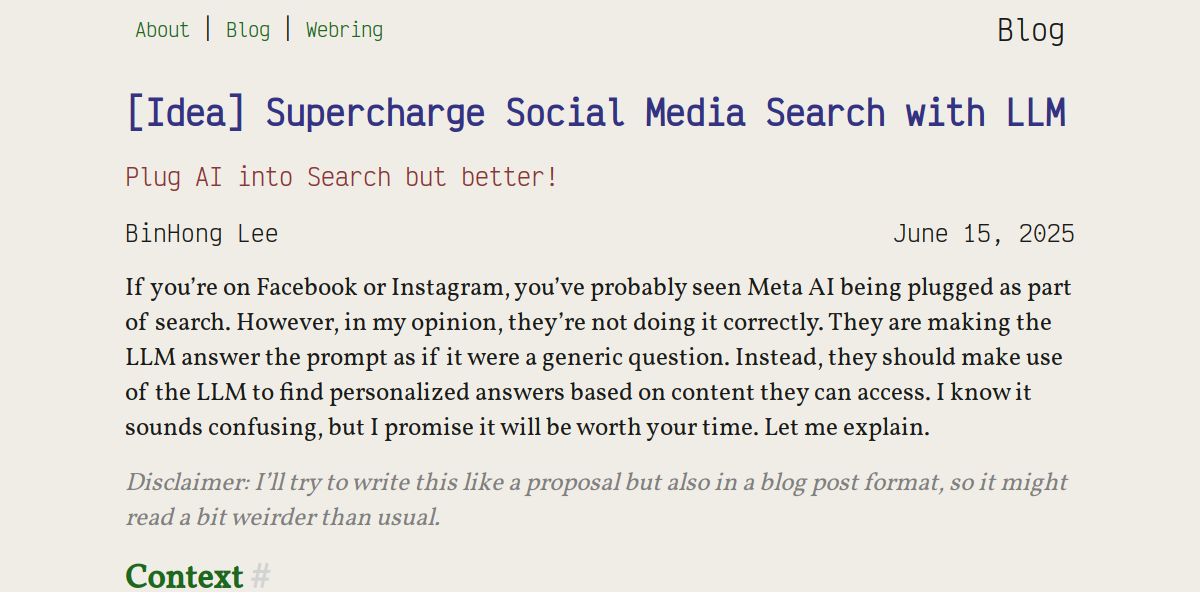 About | Blog | Webring
Blog
[Idea] Supercharge Social Media Search with LLM
Plug AI into Search but better!
BinHong Lee
June 15, 2025
If you’re on Facebook or Instagram, you’ve probably seen Meta AI being plugged as part
of search. However, in my opinion, they’re not doing it correctly. They are making the
LLM answer the prompt as if it were a generic question. Instead, they should make use
of the LLM to find personalized answers based on content they can access. I know it
sounds confusing, but I promise it will be worth your time. Let me explain.
Disclaimer: I’ll try to write this like a proposal but also in a blog post format, so it might
read a bit weirder than usual.
Context #